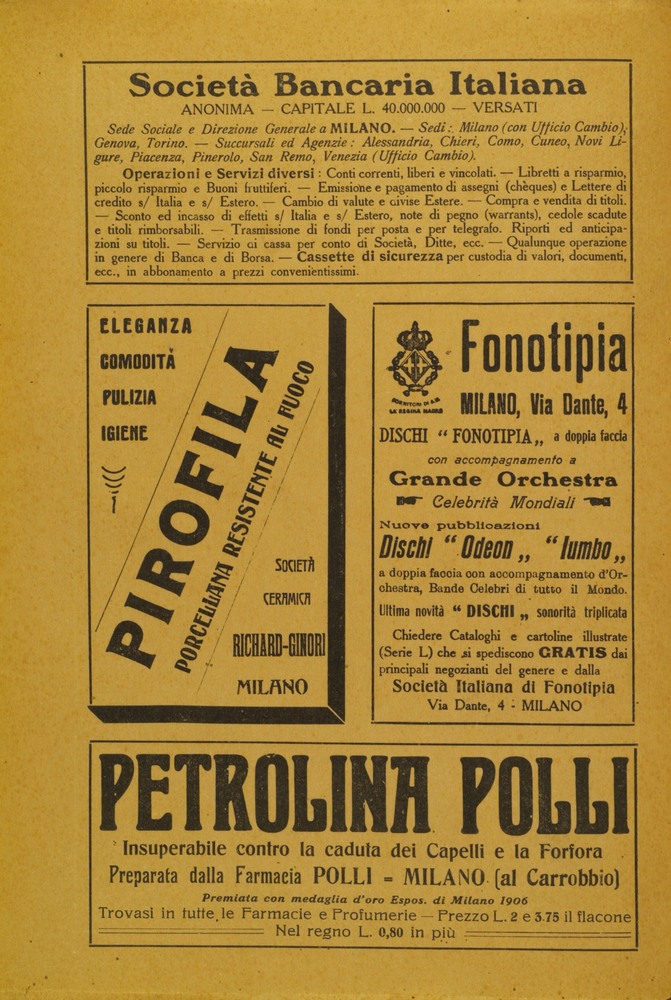 Società Bancaria Italiana
ANONIMA — CAPITALE L. 40.000.000 — VERSATI
Sede Sociale e Direzione Generale a MILANO. — Sedi: Milano (con Ufficio Cambio),
Genova, Torino. — Succursali ed Agenzie: Alessandria, Chieri, Como, Cuneo, Novi Li-
gure, Piacenza, Pinerolo, San Remo, Venezia (Ufficio Cambio).
Operazioni e Servizi diversi: Conti correnti, liberi e vincolati. — Libretti a risparmio,
piccolo risparmio e Buoni fruttiferi. — Emissione e pagamento di assegni (chèques) e Lettere di
credito s/ Italia e s/ Estero. — Cambio di valute e divise Estere. — Compra e vendita di titoli.
— Sconto ed incasso di effetti s/ Italia e s/ Estero, note di pegno (warrants), cedole scadute
e titoli rimborsabili. — Trasmissione di fondi per posta e per telegrafo. Riporti ed anticipa-
zioni su titoli. — Servizio di cassa per conto di Società, Ditte, ecc. — Qualunque operazione
in genere di Banca e di Borsa. — Cassette di sicurezza per custodia di valori, documenti,
ecc., in abbonamento a prezzi convenientissimi.
ELEGANZA
COMODITÀ
PULIZIA
IGIENE
PIROFILA
PORCELLANA RESISTENTE AL FUOCO
SOCIETÀ
CERAMICA
RICHARD-GINORI
MILANO
FORNITORI DI S.M.
LA REGINA MADRE
Fonotipia
MILANO, Via Dante, 4
DISCHI “ FONOTIPIA „ a doppia faccia
con accompagnamento a
Grande Orchestra
Celebrità Mondiali
Nuove pubblicazioni
Dischi “ Odeon „ “ Iumbo „
a doppia faccia con accompagnamento d'Or-
chestra, Bande Celebri di tutto il Mondo.
Ultima novità “ DISCHI „ sonorità triplicata
Chiedere Cataloghi e cartoline illustrate
(Serie L) che si spediscono GRATIS dai
principali negozianti del genere e dalla
Società Italiana di Fonotipia
Via Dante, 4 - MILANO
PETROLINA POLLI
Insuperabile contro la caduta dei Capelli e la Forfora
Preparata dalla Farmacia POLLI = MILANO (al Carrobbio)
Premiata con medaglia d'oro Espos. di Milano 1906
Trovasi in tutte le Farmacie e Profumerie — Prezzo L. 2 e 3.75 il flacone
Nel regno L. 0,80 in più